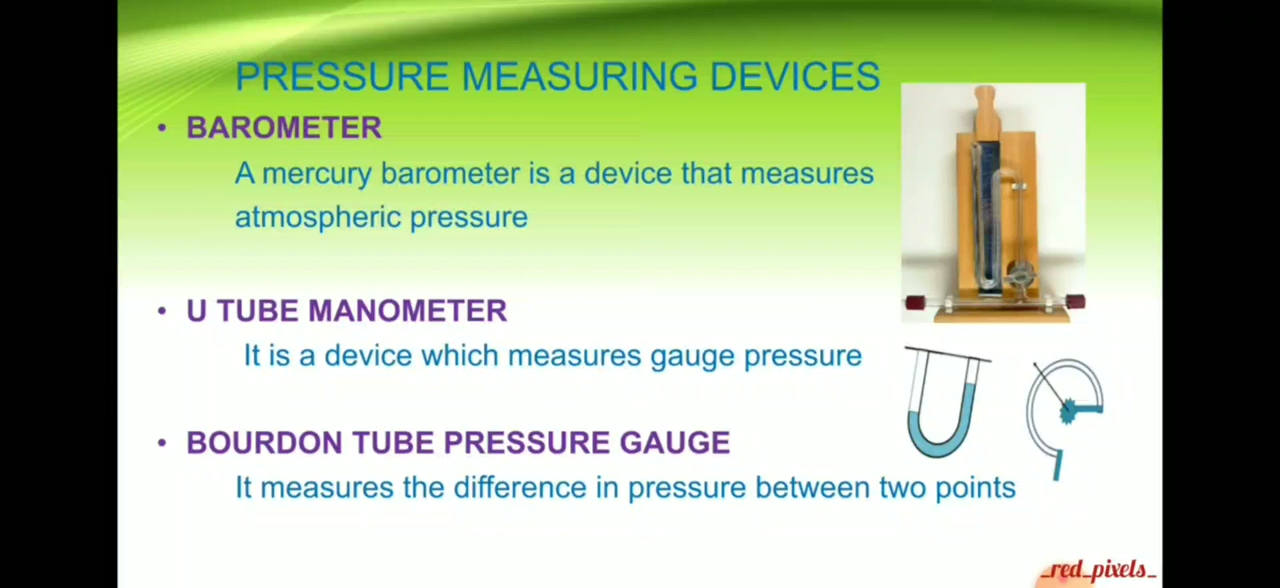 PRESSURE MEASURING DEVICES
• BAROMETER
A mercury barometer is a device that measures
atmospheric pressure
• U TUBE MANOMETER
It is a device which measures gauge pressure
• BOURDON TUBE PRESSURE GAUGE
It measures the difference in pressure between two points
_red_pixels_